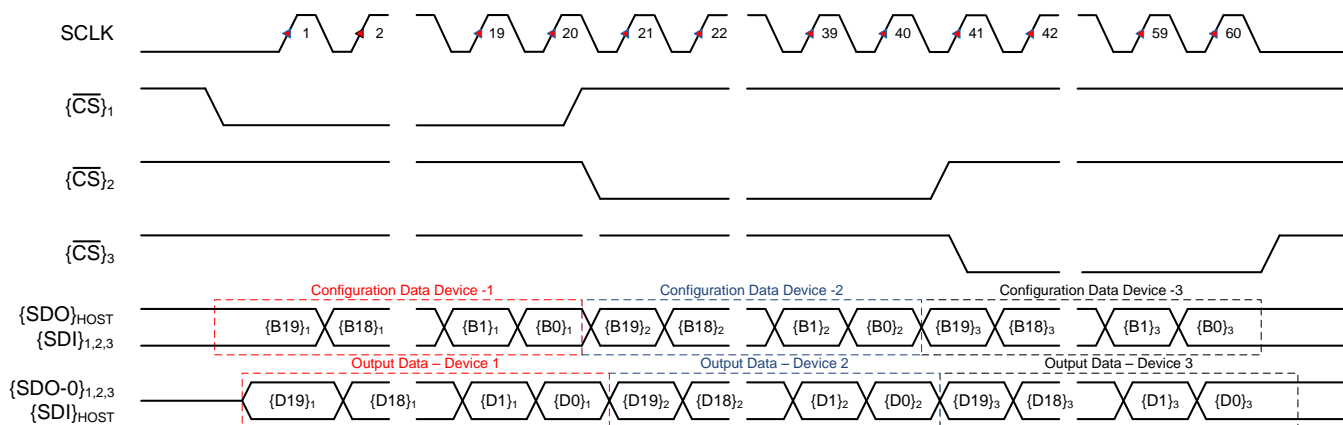 SCLK 1 2 19 20 21 22 39 40 41 42 59 60
{CS}1
{CS}2
{CS}3
Configuration Data Device -1 Configuration Data Device -2 Configuration Data Device -3
{SDO}HOST
{SDI}1,2,3
{B19}1 {B18}1 {B1}1 {B0}1 {B19}2 {B18}2 {B1}2 {B0}2 {B19}3 {B18}3 {B1}3 {B0}3
Output Data – Device 1 Output Data – Device 2 Output Data – Device 3
{SDO-0}1,2,3
{SDI}HOST
{D19}1 {D18}1 {D1}1 {D0}1 {D19}2 {D18}2 {D1}2 {D0}2 {D19}3 {D18}3 {D1}3 {D0}3